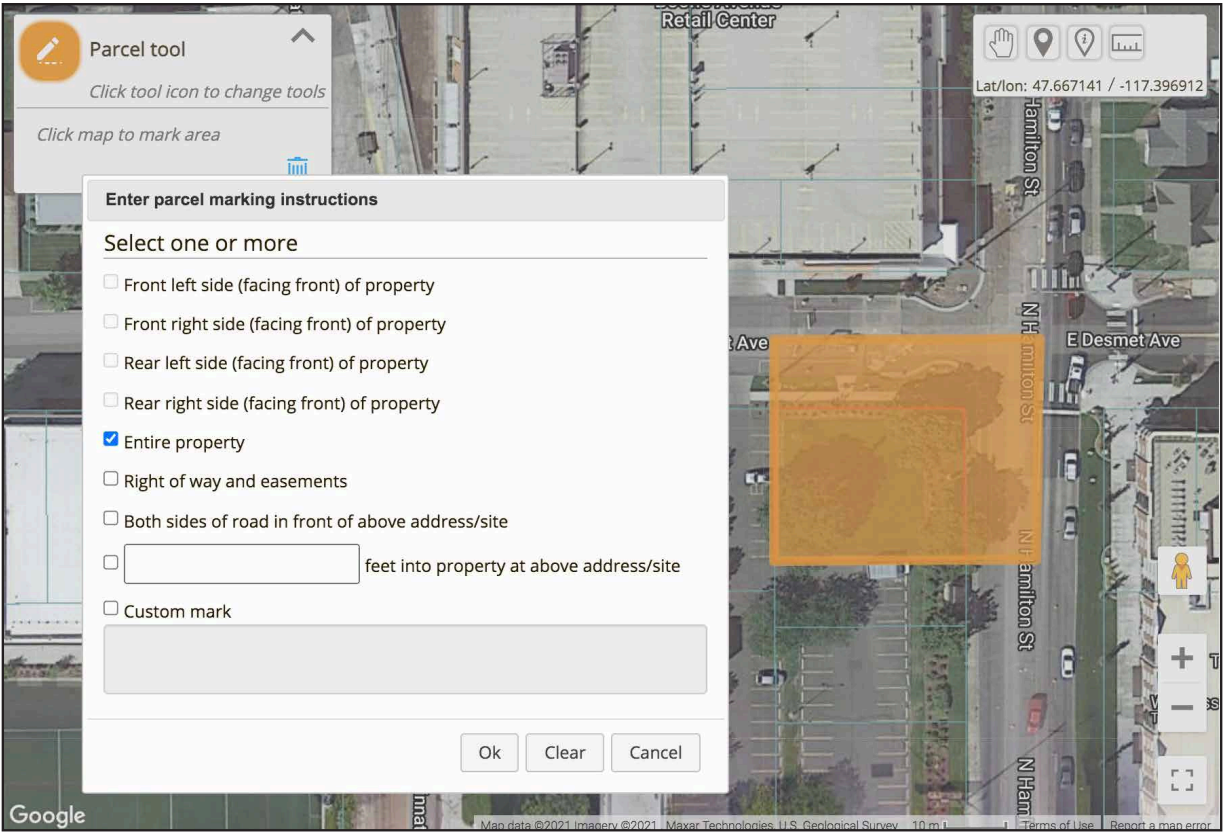 Boone Avenue
Retail Center
Parcel tool
Click tool icon to change tools
Click map to mark area
Lat/lon: 47.667141 / -117.396912
Hamilton St
Enter parcel marking instructions
Select one or more
Front left side (facing front) of property
Front right side (facing front) of property
Rear left side (facing front) of property
Rear right side (facing front) of property
Entire property
Right of way and easements
Both sides of road in front of above address/site
feet into property at above address/site
Custom mark
Ok
Clear
Cancel
t Ave
N Hamilton St
E Desmet Ave
N Hamilton St
N Ham
Google
Map data ©2021 Imagery ©2021 , Maxar Technologies, U.S. Geological Survey
10 m
Terms of Use
Report a map error